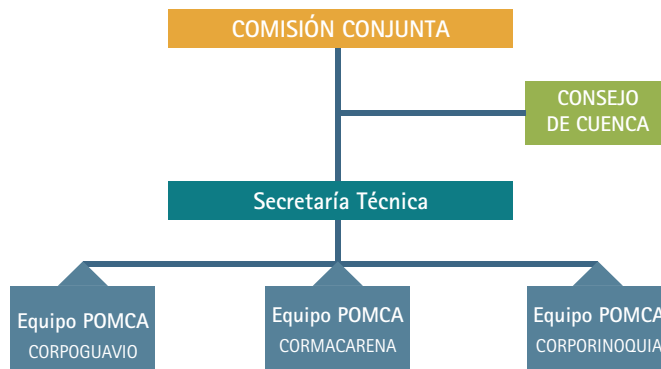 COMISIÓN CONJUNTA
CONSEJO
DE CUENCA
Secretaría Técnica
Equipo POMCA
CORPOGUAVIO
Equipo POMCA
CORMACARENA
Equipo POMCA
CORPORINOQUIA